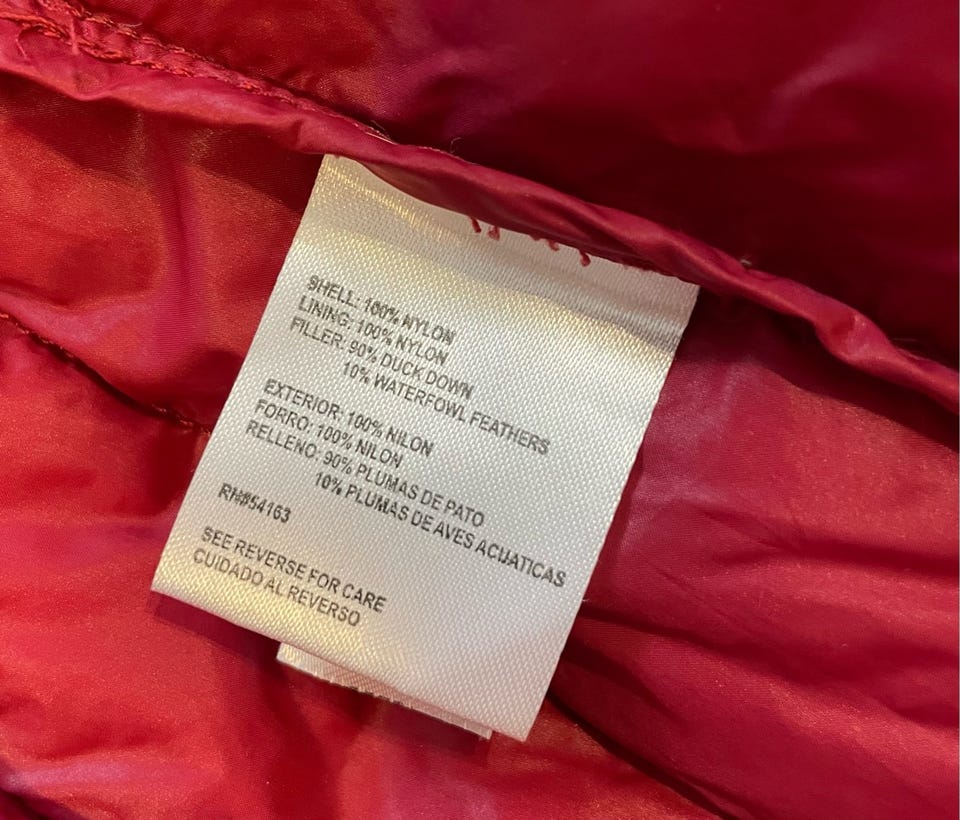 SHELL: 100% NYLON
LINING: 100% NYLON
FILLER: 90% DUCK DOWN
10% WATERFOWL FEATHERS
EXTERIOR: 100% NILON
FORRO: 100% NILON
RELLENO: 90% PLUMAS DE PATO
10% PLUMAS DE AVES ACUATICAS
RN#54163
SEE REVERSE FOR CARE
CUIDADO AL REVERSO